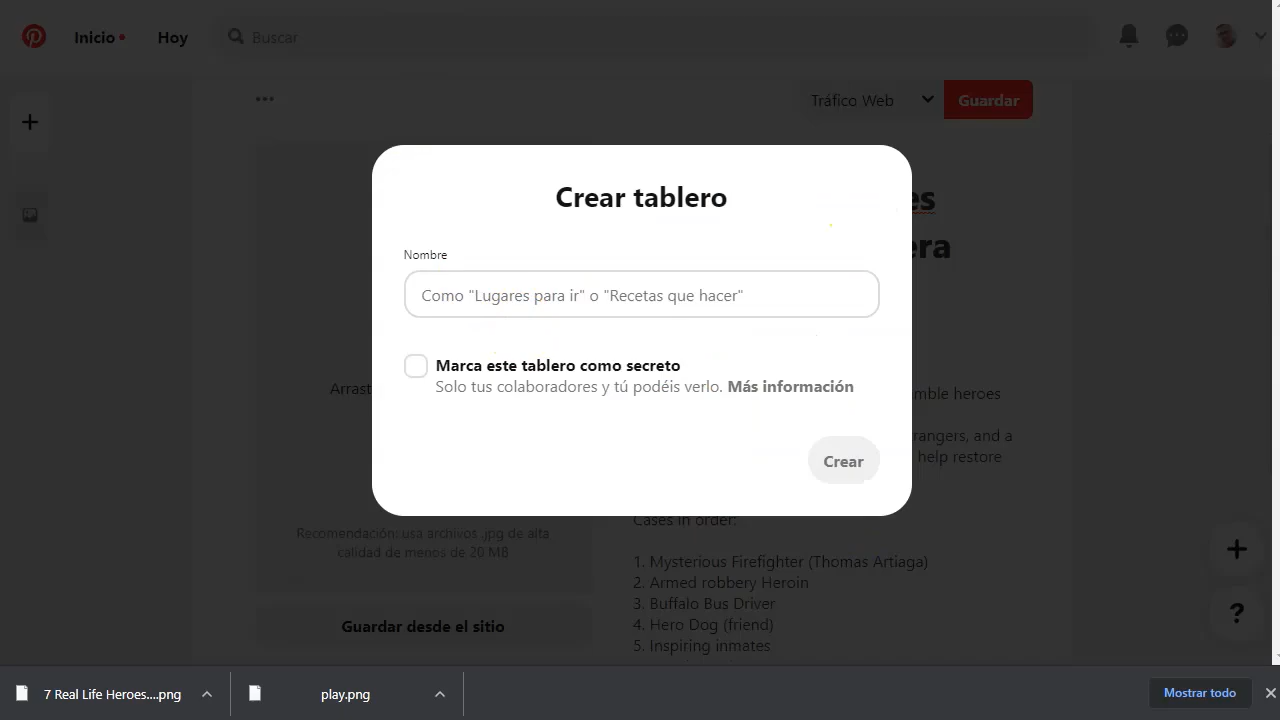 Inicio
Hoy
Buscar
Tráfico Web
Guardar
Crear tablero
es
Nombre
era
Como "Lugares para ir" o "Recetas que hacer"
Marca este tablero como secreto
Solo tus colaboradores y tú podéis verlo. Más información
Arrast
mble heroes
rangers, and a
help restore
Crear
Recomendación: usa archivos .jpg de alta
calidad de menos de 20 MB
Cases in order:
1. Mysterious Firefighter (Thomas Artiaga)
2. Armed robbery Heroin
3. Buffalo Bus Driver
4. Hero Dog (friend)
5. Inspiring inmates
Guardar desde el sitio
?
7 Real Life Heroes....png
play.png
Mostrar todo